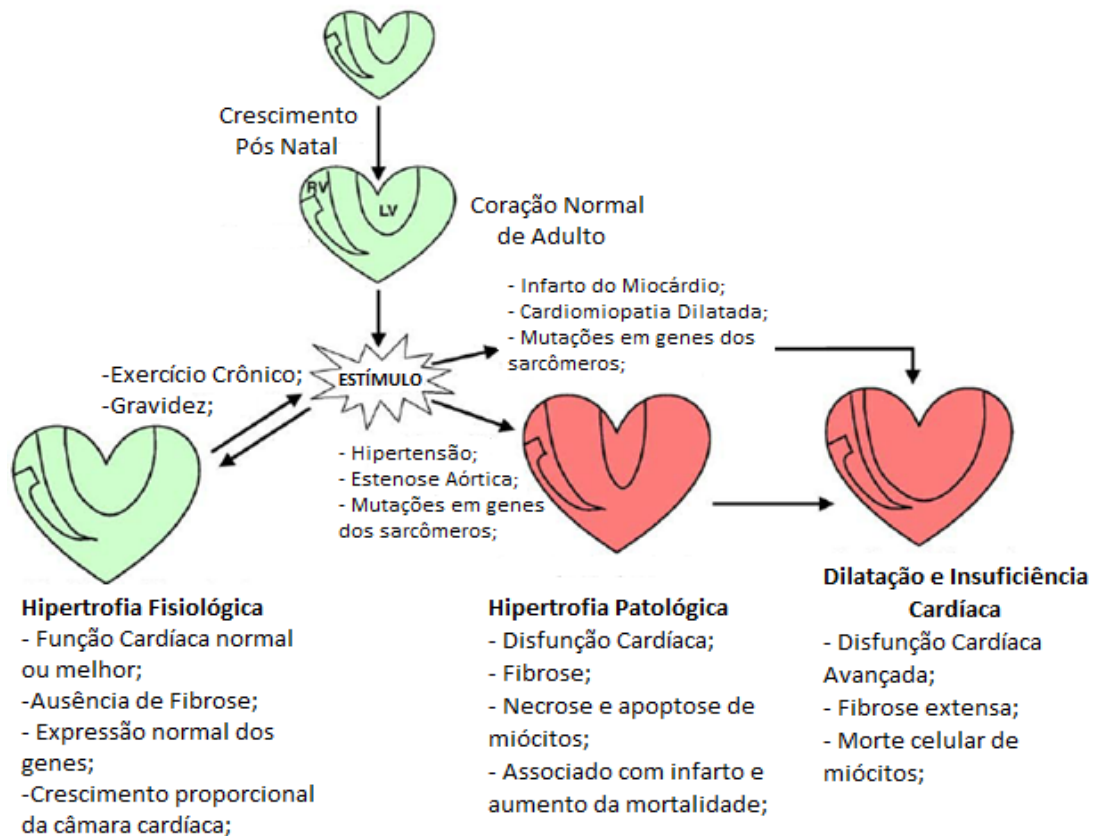 Crescimento
Pós Natal
RV
LV
Coração Normal
de Adulto
- Infarto do Miocárdio;
- Cardiomiopatia Dilatada;
- Mutações em genes dos
sarcômeros;
-Exercício Crônico;
-Gravidez;
ESTÍMULO
- Hipertensão;
- Estenose Aórtica;
- Mutações em genes
dos sarcômeros;
Hipertrofia Fisiológica
- Função Cardíaca normal
ou melhor;
-Ausência de Fibrose;
- Expressão normal dos
genes;
-Crescimento proporcional
da câmara cardíaca;
Hipertrofia Patológica
- Disfunção Cardíaca;
- Fibrose;
- Necrose e apoptose de
miócitos;
- Associado com infarto e
aumento da mortalidade;
Dilatação e Insuficiência
Cardíaca
- Disfunção Cardíaca
Avançada;
- Fibrose extensa;
- Morte celular de
miócitos;